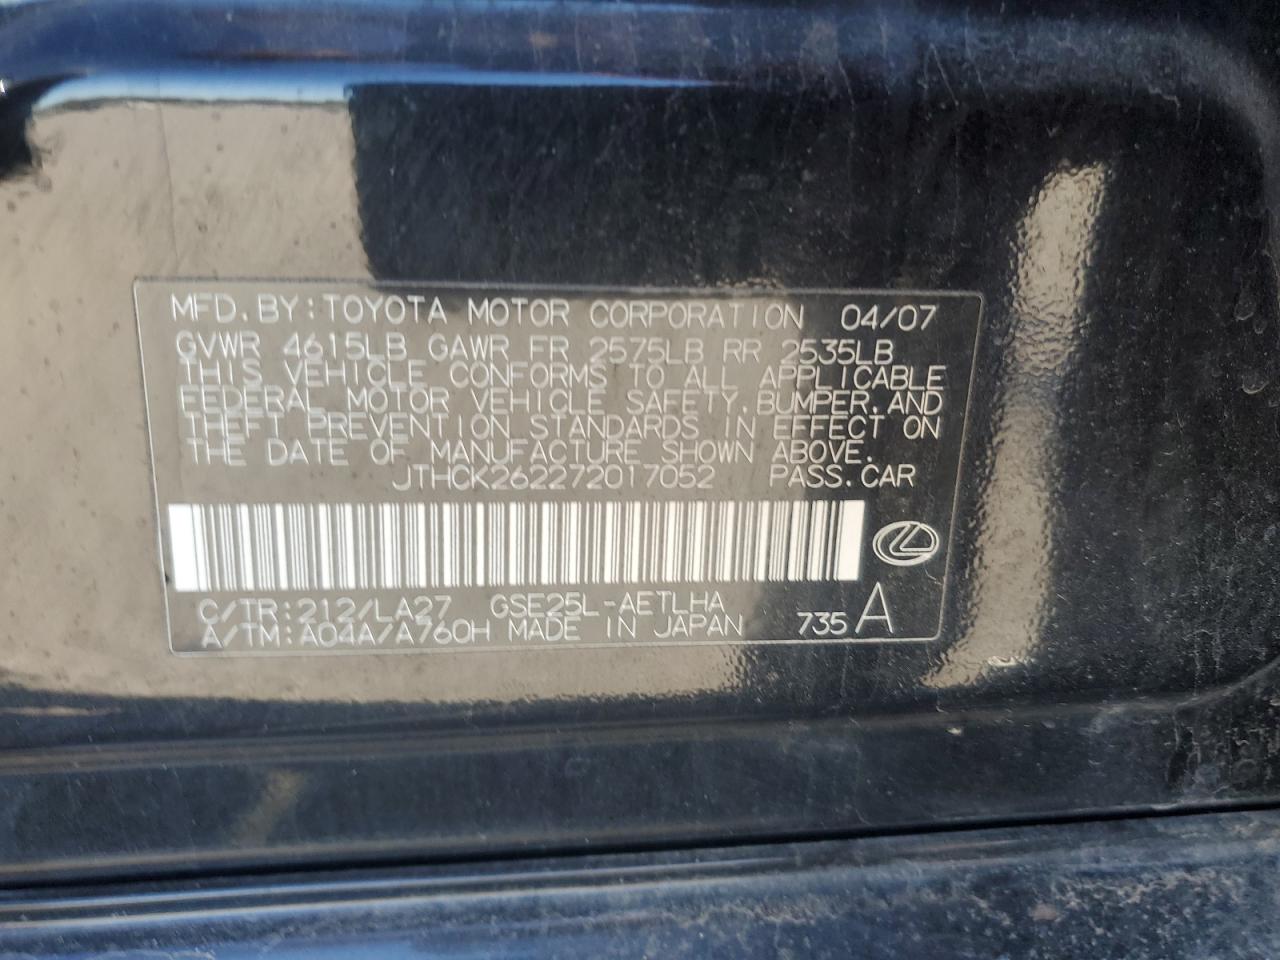 MFD. BY: TOYOTA MOTOR CORPORATION 04/07
GVWR 4615LB GAWR FR 2575LB RR 2535LB
THIS VEHICLE CONFORMS TO ALL APPLICABLE
FEDERAL MOTOR VEHICLE SAFETY, BUMPER, AND
THEFT PREVENTION STANDARDS IN EFFECT ON
THE DATE OF MANUFACTURE SHOWN ABOVE.
JTHCK262272017052 PASS. CAR
C/TR: 212/LA27 GSE25L-AETLHA
A/TM: A04A/A760H MADE IN JAPAN 735 A